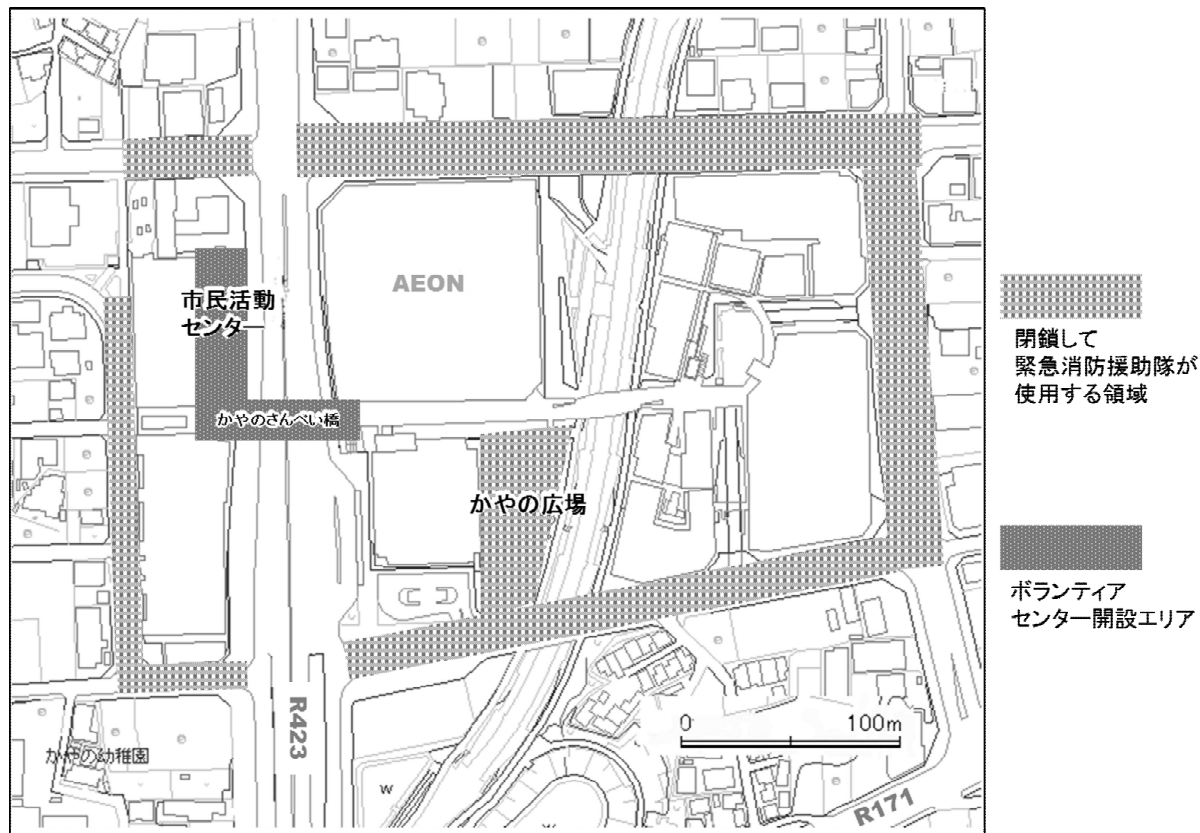 AEON
市民活動
センター
かやのさんぺい橋
かやの広場
R423
かやの幼稚園
0 100m
R171
W
W
閉鎖して
緊急消防援助隊が
使用する領域
ボランティア
センター開設エリア